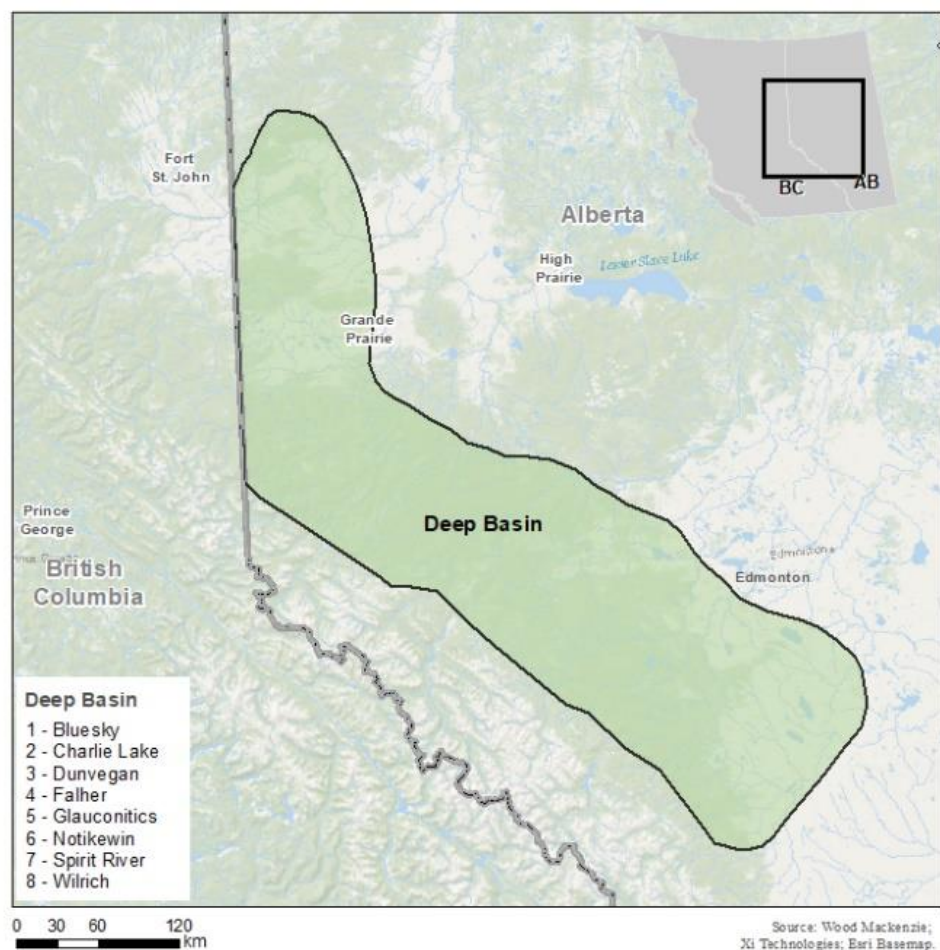 Fort
St. John
Alberta
BC
AB
High
Prairie
Lesser Slave Lake
Grande
Prairie
Deep Basin
Prince
George
British
Columbia
Edmonton
Edmonton
Deep Basin
1 - Bluesky
2 - Charlie Lake
3 - Dunvegan
4 - Falher
5 - Glauconitics
6 - Notikewin
7 - Spirit River
8 - Wilrich
0 30 60 120
km
Source: Wood Mackenzie;
Xi Technologies; Esri Basemap